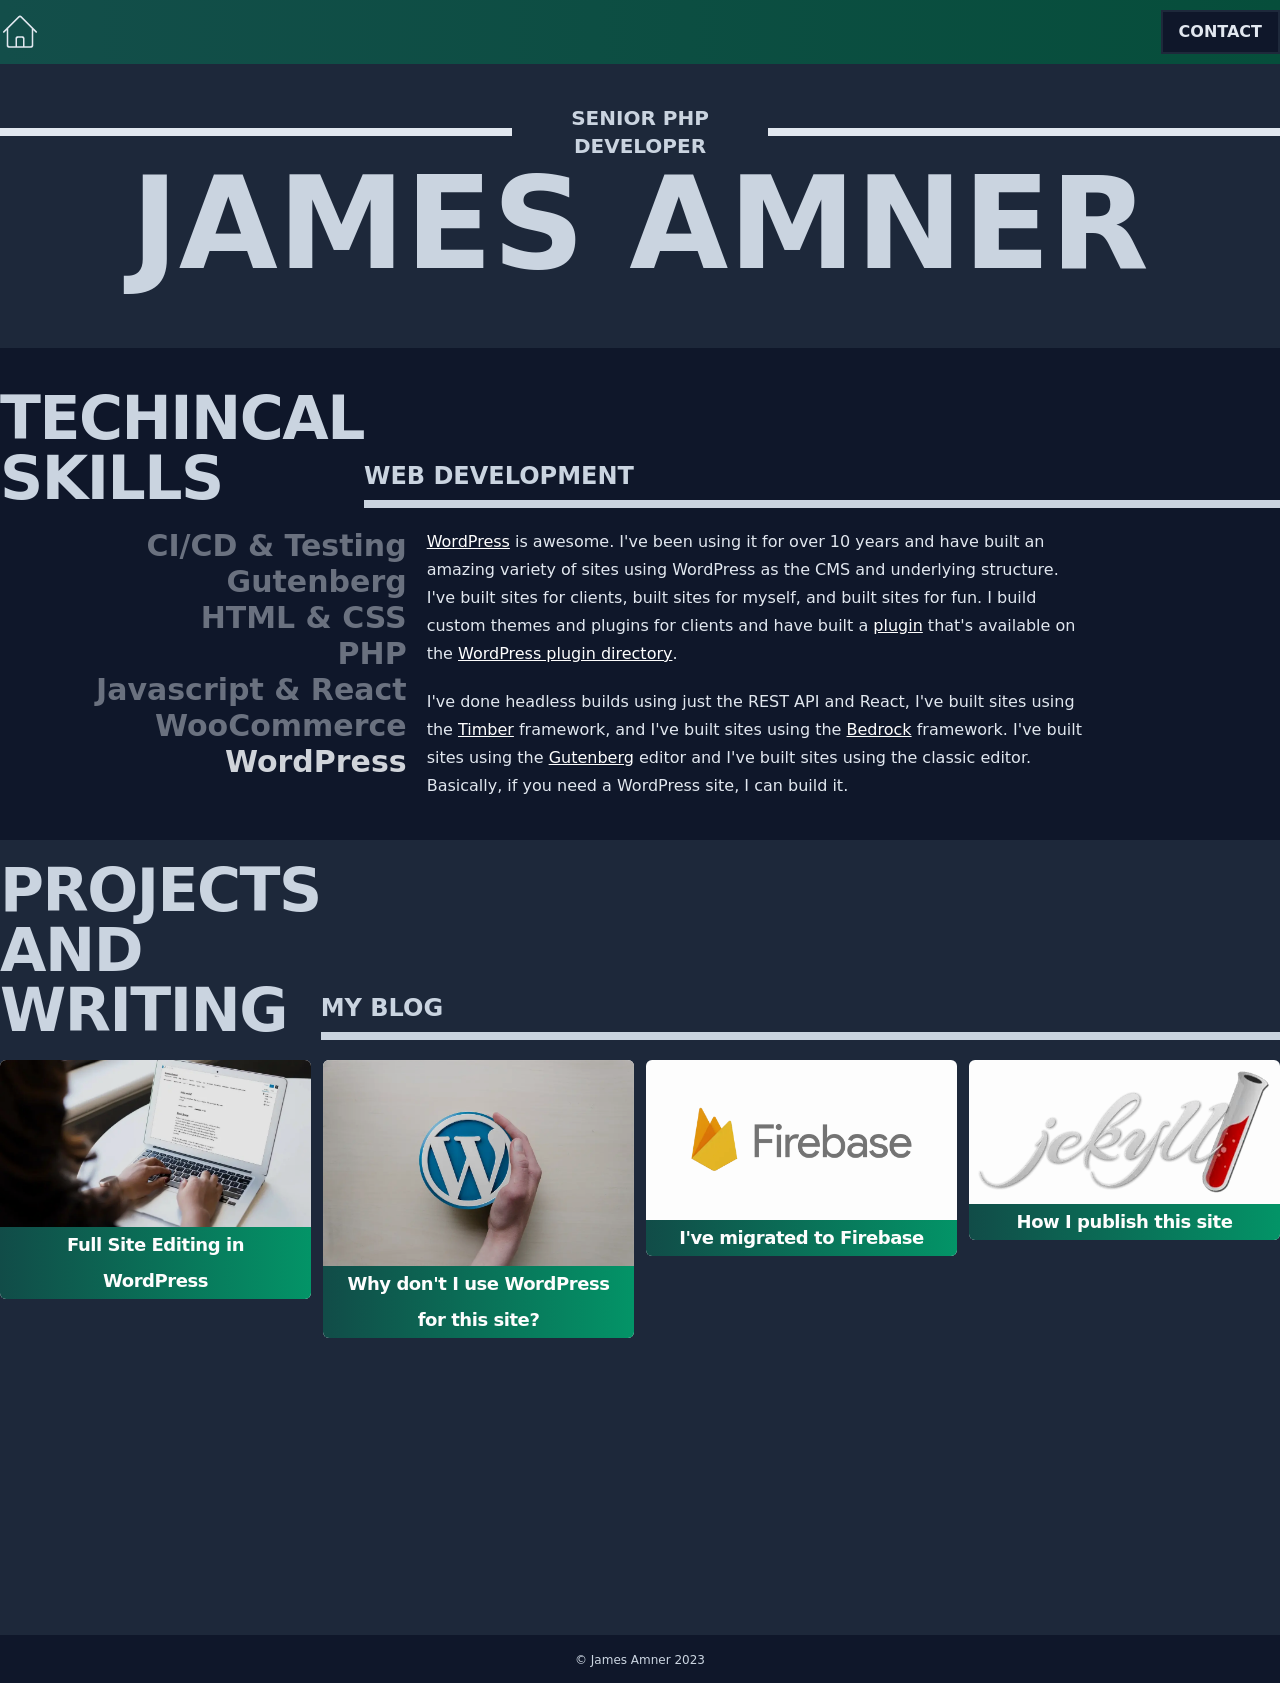 CONTACT
SENIOR PHP
DEVELOPER
JAMES AMNER
TECHINCAL
SKILLS
WEB DEVELOPMENT
CI/CD & Testing
Gutenberg
HTML & CSS
PHP
Javascript & React
WooCommerce
WordPress
WordPress is awesome. I've been using it for over 10 years and have built an
amazing variety of sites using WordPress as the CMS and underlying structure.
I've built sites for clients, built sites for myself, and built sites for fun. I build
custom themes and plugins for clients and have built a plugin that's available on
the WordPress plugin directory.
I've done headless builds using just the REST API and React, I've built sites using
the Timber framework, and I've built sites using the Bedrock framework. I've built
sites using the Gutenberg editor and I've built sites using the classic editor.
Basically, if you need a WordPress site, I can build it.
PROJECTS
AND
WRITING
MY BLOG
Full Site Editing in
WordPress
W
Why don't I use WordPress
for this site?
Firebase
I've migrated to Firebase
jekyll
How I publish this site
© James Amner 2023